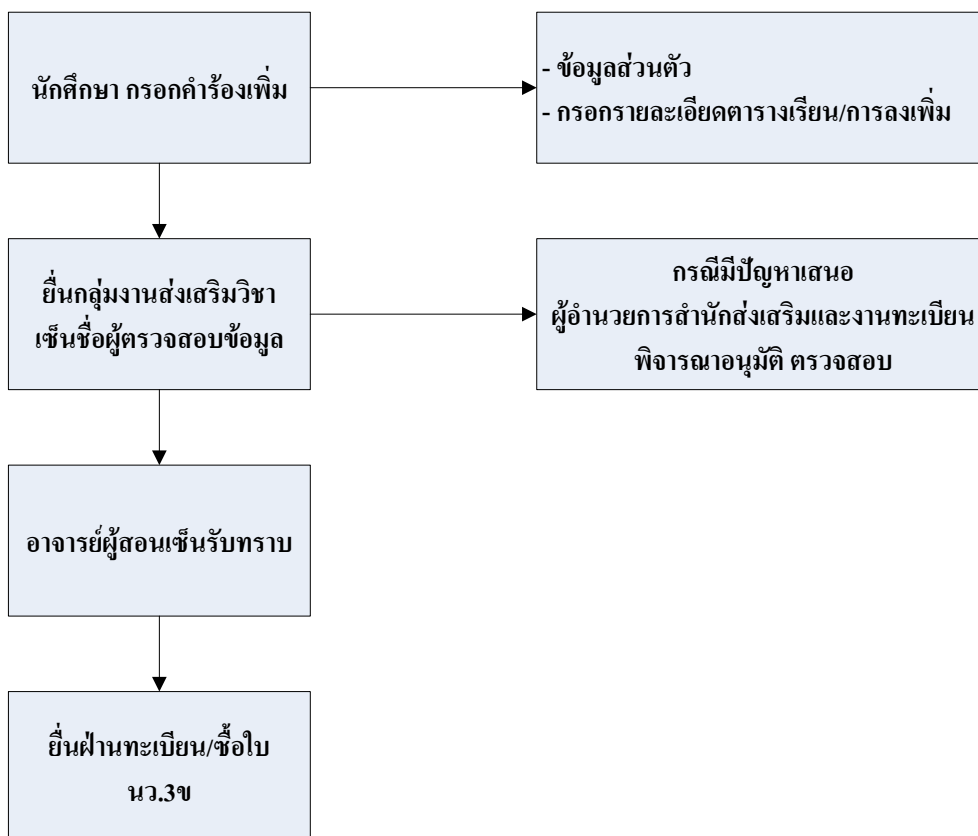 นักศึกษา กรอกคำร้องเพิ่ม
- ข้อมูลส่วนตัว
- กรอกรายละเอียดตารางเรียน/การลงเพิ่ม
ยื่นกลุ่มงานส่งเสริมวิชา
เซ็นชื่อผู้ตรวจสอบข้อมูล
กรณีมีปัญหาเสนอ
ผู้อำนวยการสำนักส่งเสริมและงานทะเบียน
พิจารณาอนุมัติ ตรวจสอบ
อาจารย์ผู้สอนเซ็นรับทราบ
ยื่นฝ่านทะเบียน/ซื้อใบ
นว.3ข